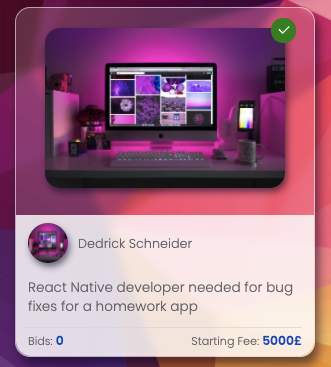 Dedrick Schneider
React Native developer needed for bug
fixes for a homework app
Bids: 0
Starting Fee: 5000£